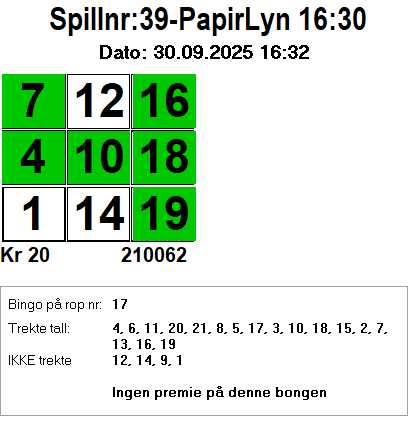 Spillnr:39-PapirLyn 16:30
Dato: 30.09.2025 16:32
7 12 16
4 10 18
1 14 19
Kr 20 210062
Bingo på rop nr: 17
Trekte tall: 4, 6, 11, 20, 21, 8, 5, 17, 3, 10, 18, 15, 2, 7,
13, 16, 19
IKKE trekte 12, 14, 9, 1
Ingen premie på denne bongen